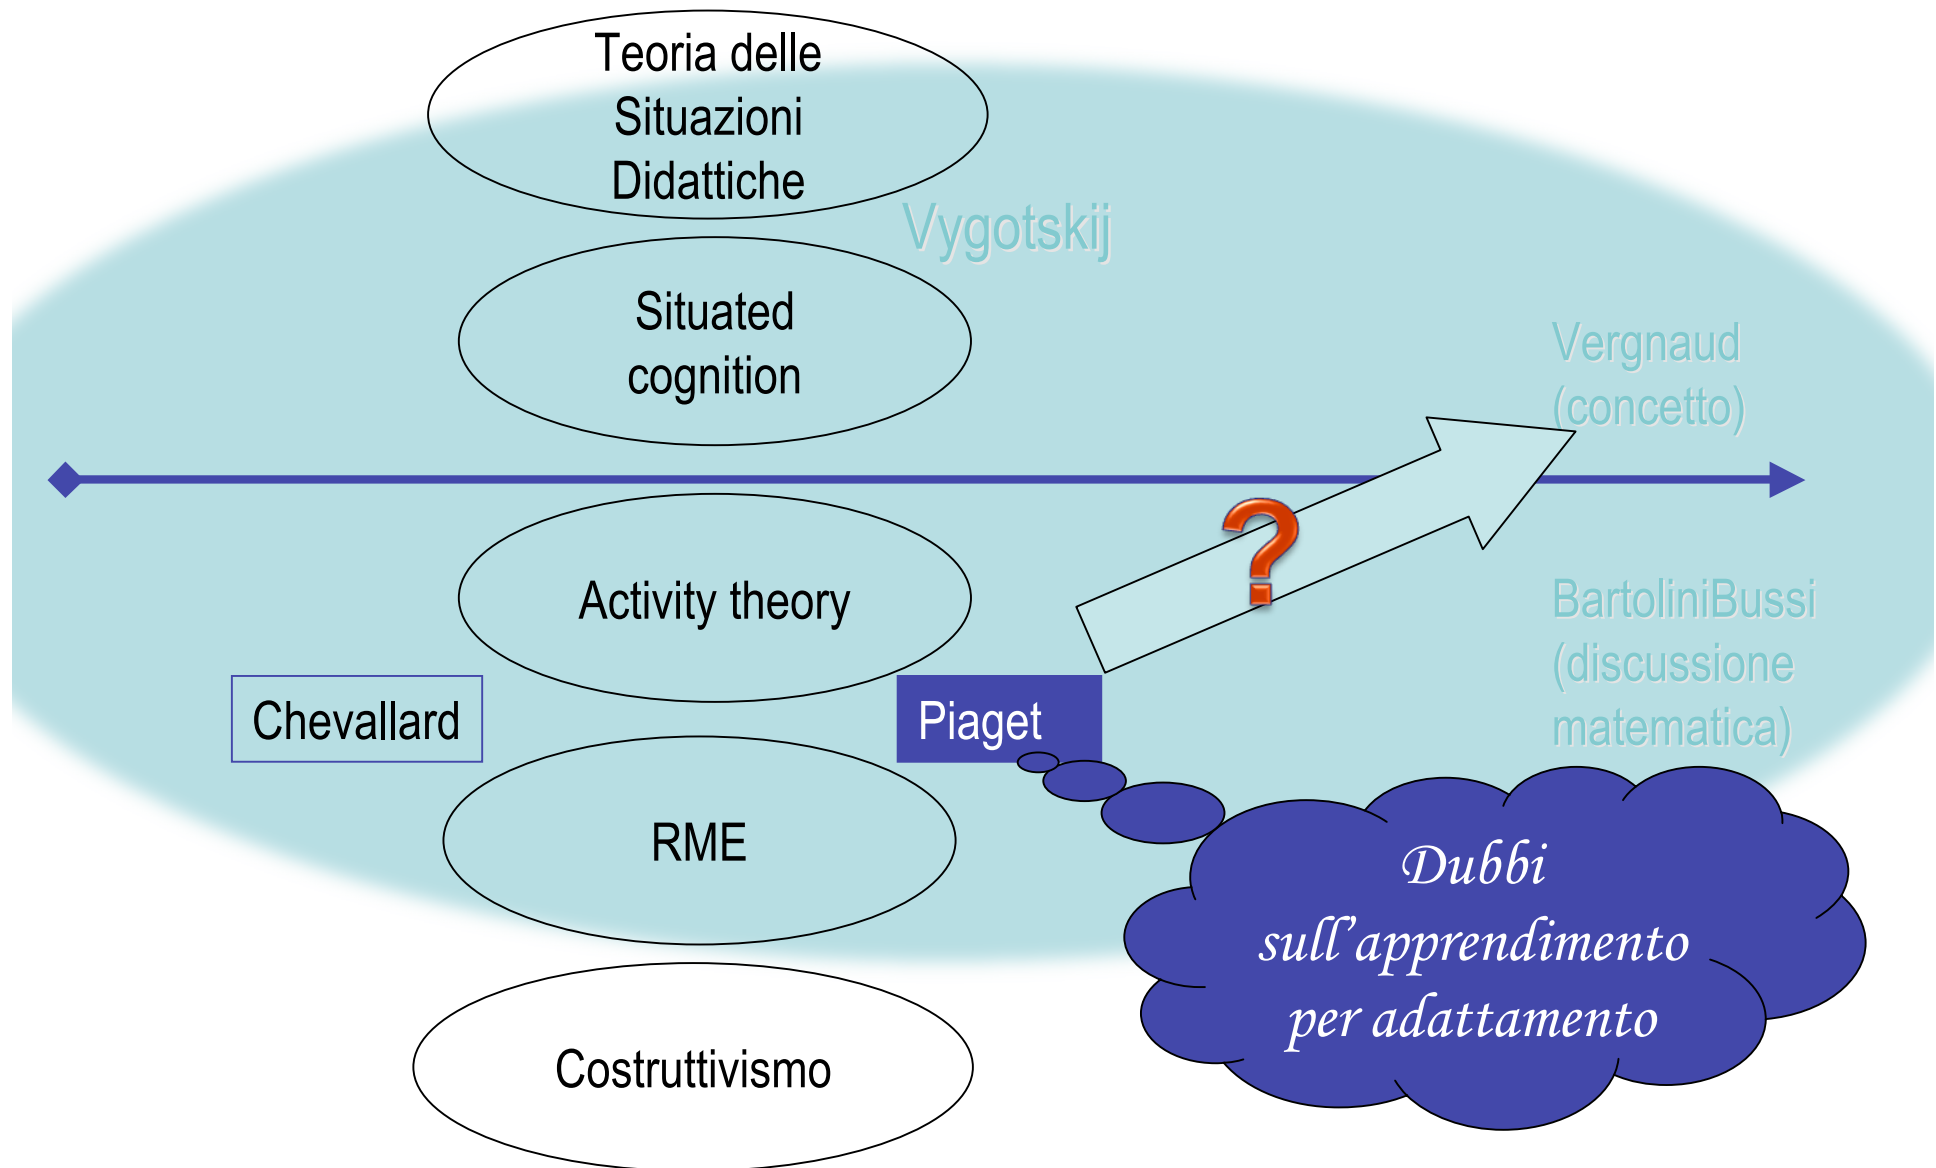 Teoria delle
Situazioni
Didattiche
Vygotskij
Situated
cognition
Vergnaud
(concetto)
?
Activity theory
BartoliniBussi
(discussione
matematica)
Chevallard
Piaget
RME
Dubbi
sull'apprendimento
per adattamento
Costruttivismo